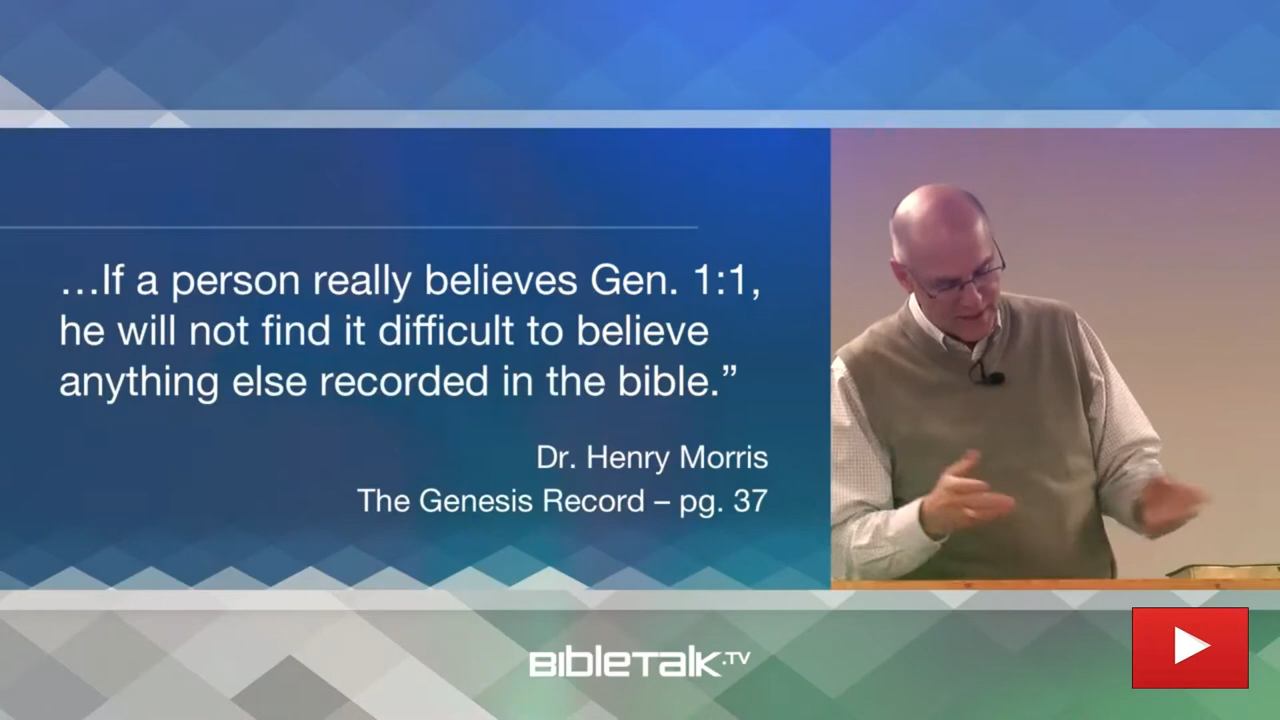 …If a person really believes Gen. 1:1,
he will not find it difficult to believe
anything else recorded in the bible.”
Dr. Henry Morris
The Genesis Record – pg. 37
BIBLETALK.TV